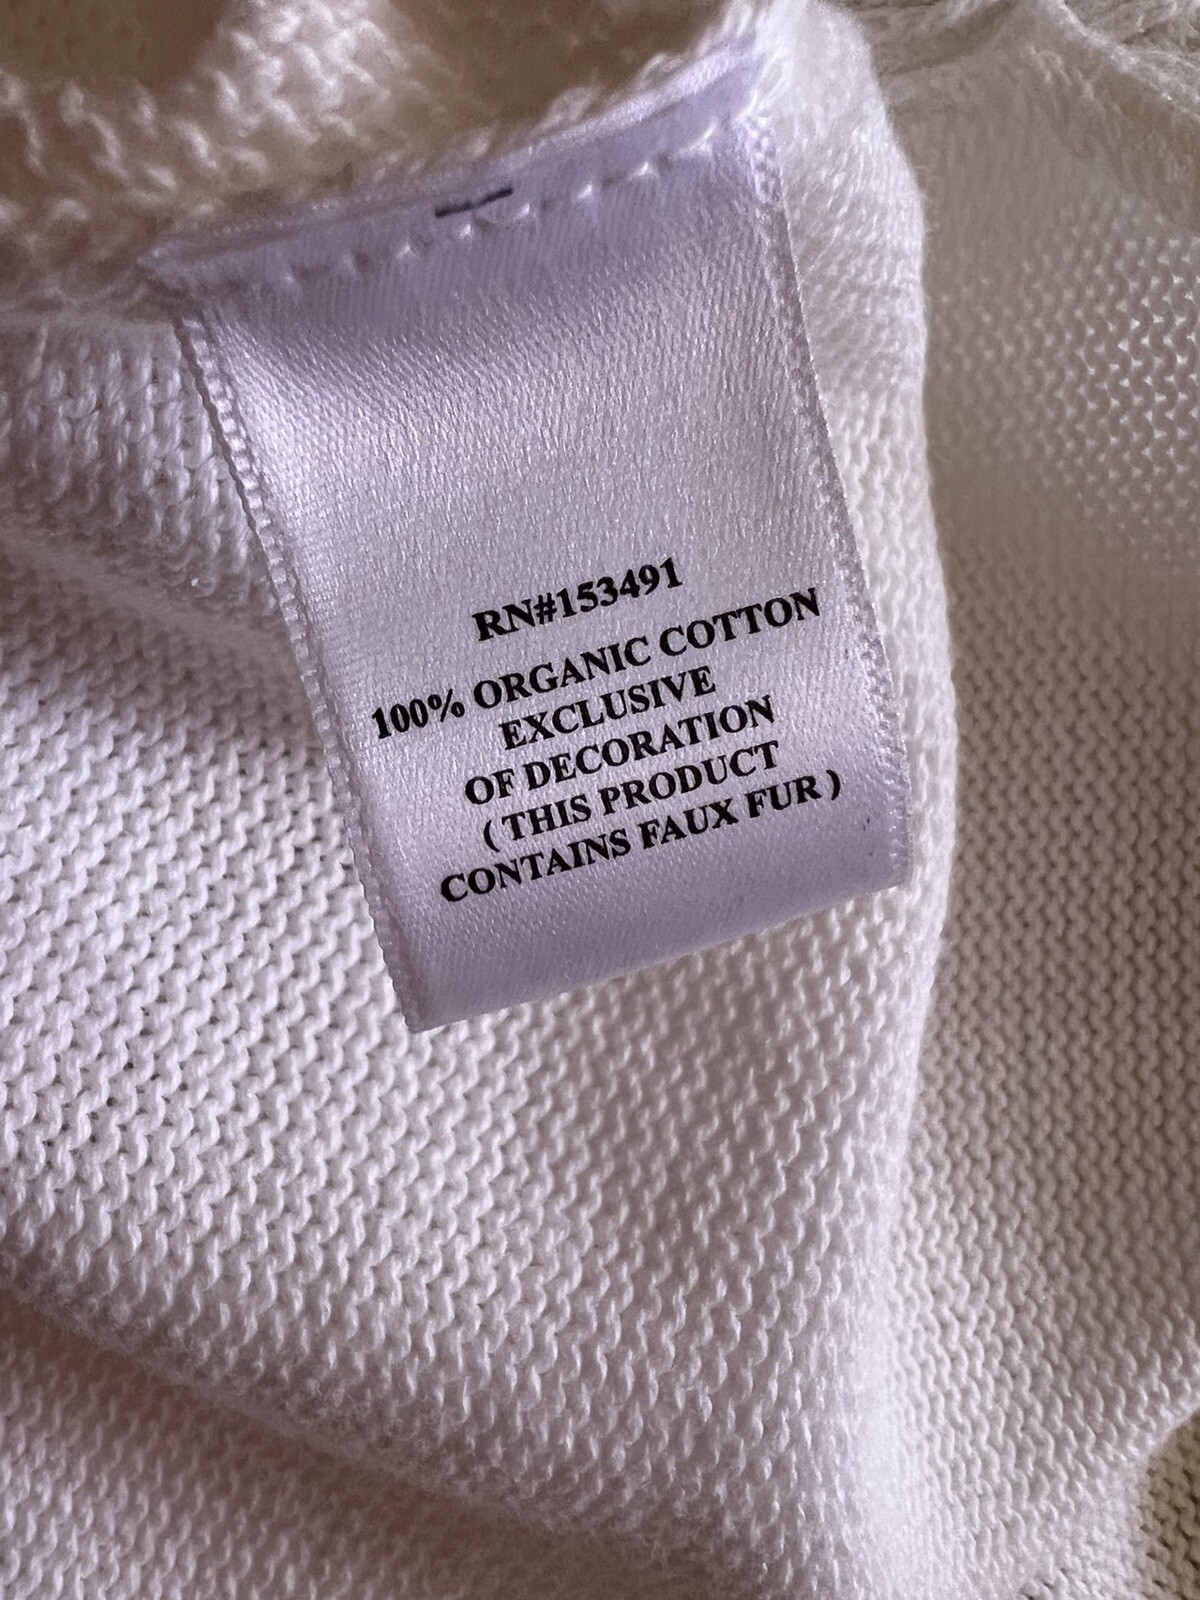 RN#153491
100% ORGANIC COTTON
EXCLUSIVE
OF DECORATION
( THIS PRODUCT
CONTAINS FAUX FUR )